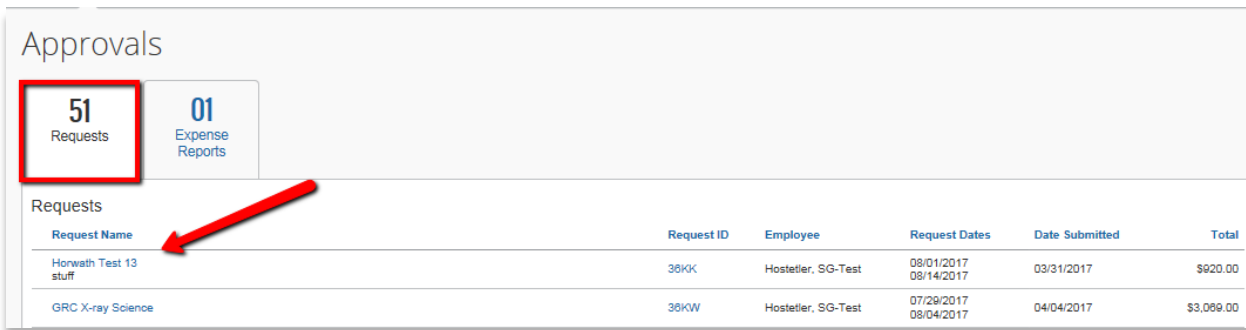 Approvals
51
Requests
01
Expense
Reports
Requests
Request Name Request ID Employee Request Dates Date Submitted Total
Horwath Test 13 36KK Hostetler, SG-Test 08/01/2017 03/31/2017 $920.00
stuff 08/14/2017
GRC X-ray Science 36KW Hostetler, SG-Test 07/29/2017 04/04/2017 $3,069.00
08/04/2017